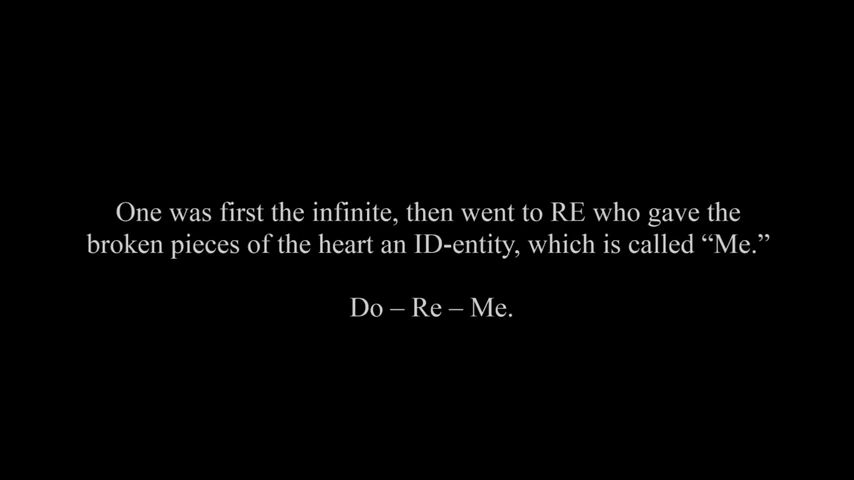 One was first the infinite, then went to RE who gave the
broken pieces of the heart an ID-entity, which is called “Me.”
Do – Re – Me.